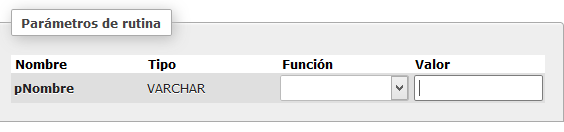 Parámetros de rutina
Nombre Tipo Función Valor
pNombre VARCHAR